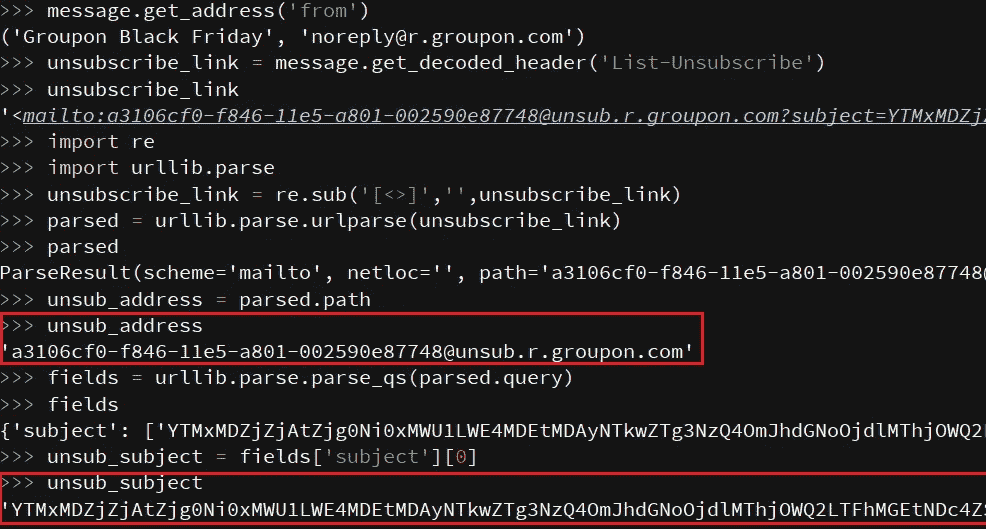 >>> message.get_address('from')
('Groupon Black Friday', 'noreply@r.groupon.com')
>>> unsubscribe_link = message.get_decoded_header('List-Unsubscribe')
>>> unsubscribe_link
'<mailto:a3106cf0-f846-11e5-a801-002590e87748@unsub.r.groupon.com?subject=YTMxMDZj
>>> import re
>>> import urllib.parse
>>> unsubscribe_link = re.sub('[<>]','',unsubscribe_link)
>>> parsed = urllib.parse.urlparse(unsubscribe_link)
>>> parsed
ParseResult(scheme='mailto', netloc='', path='a3106cf0-f846-11e5-a801-002590e87748@
>>> unsub_address = parsed.path
>>> unsub_address
'a3106cf0-f846-11e5-a801-002590e87748@unsub.r.groupon.com'
>>> fields = urllib.parse.parse_qs(parsed.query)
>>> fields
{'subject': ['YTMxMDZjZjAtZjg0Ni0xMWU1LWE4MDEtMDAyNTkwZTg3NzQ4OmJhdGNoOjdlMThjOWQ2L
>>> unsub_subject = fields['subject'][0]
>>> unsub_subject
'YTMxMDZjZjAtZjg0Ni0xMWU1LWE4MDEtMDAyNTkwZTg3NzQ4OmJhdGNoOjdlMThjOWQ2LTFhMGEtNDc4Z